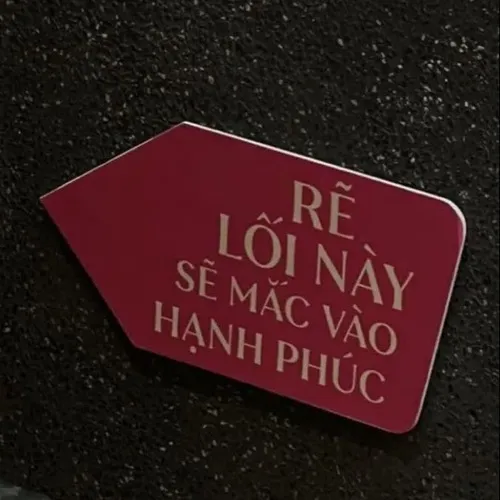 RẼ
LỐI NÀY
SẼ MẮC VÀO
HẠNH PHÚC